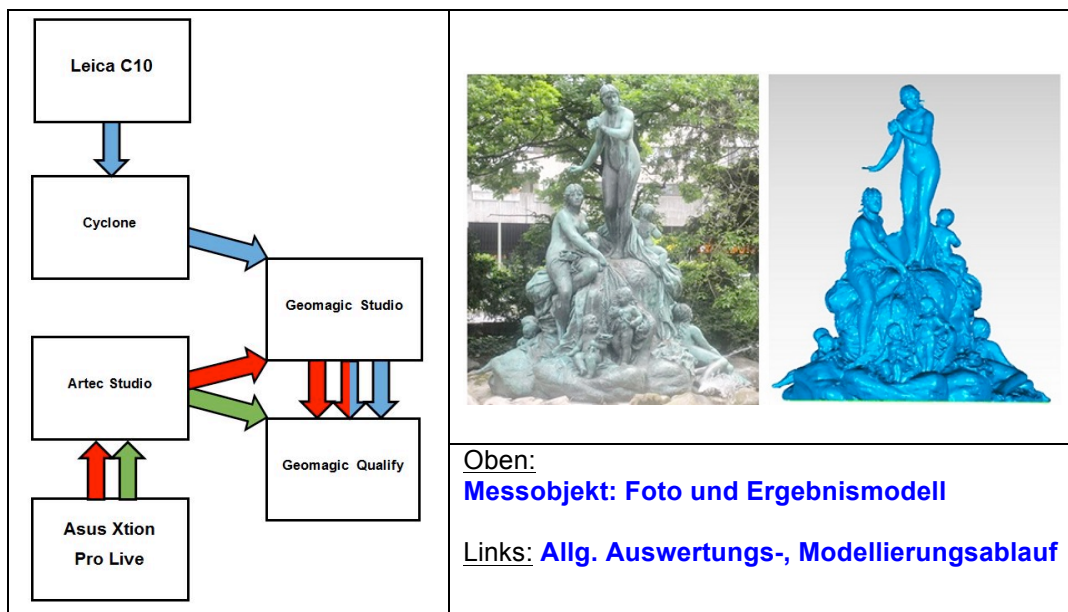 Leica C10
Cyclone
Geomagic Studio
Artec Studio
Geomagic Qualify
Asus Xtion
Pro Live
Oben:
Messobjekt: Foto und Ergebnismodell
Links: Allg. Auswertungs-, Modellierungsablauf